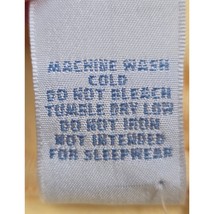 MACHINE WASH
COLD
DO NOT BLEACH
TUMBLE DRY LOW
DO NOT IRON
NOT INTENDED
FOR SLEEPWEAR